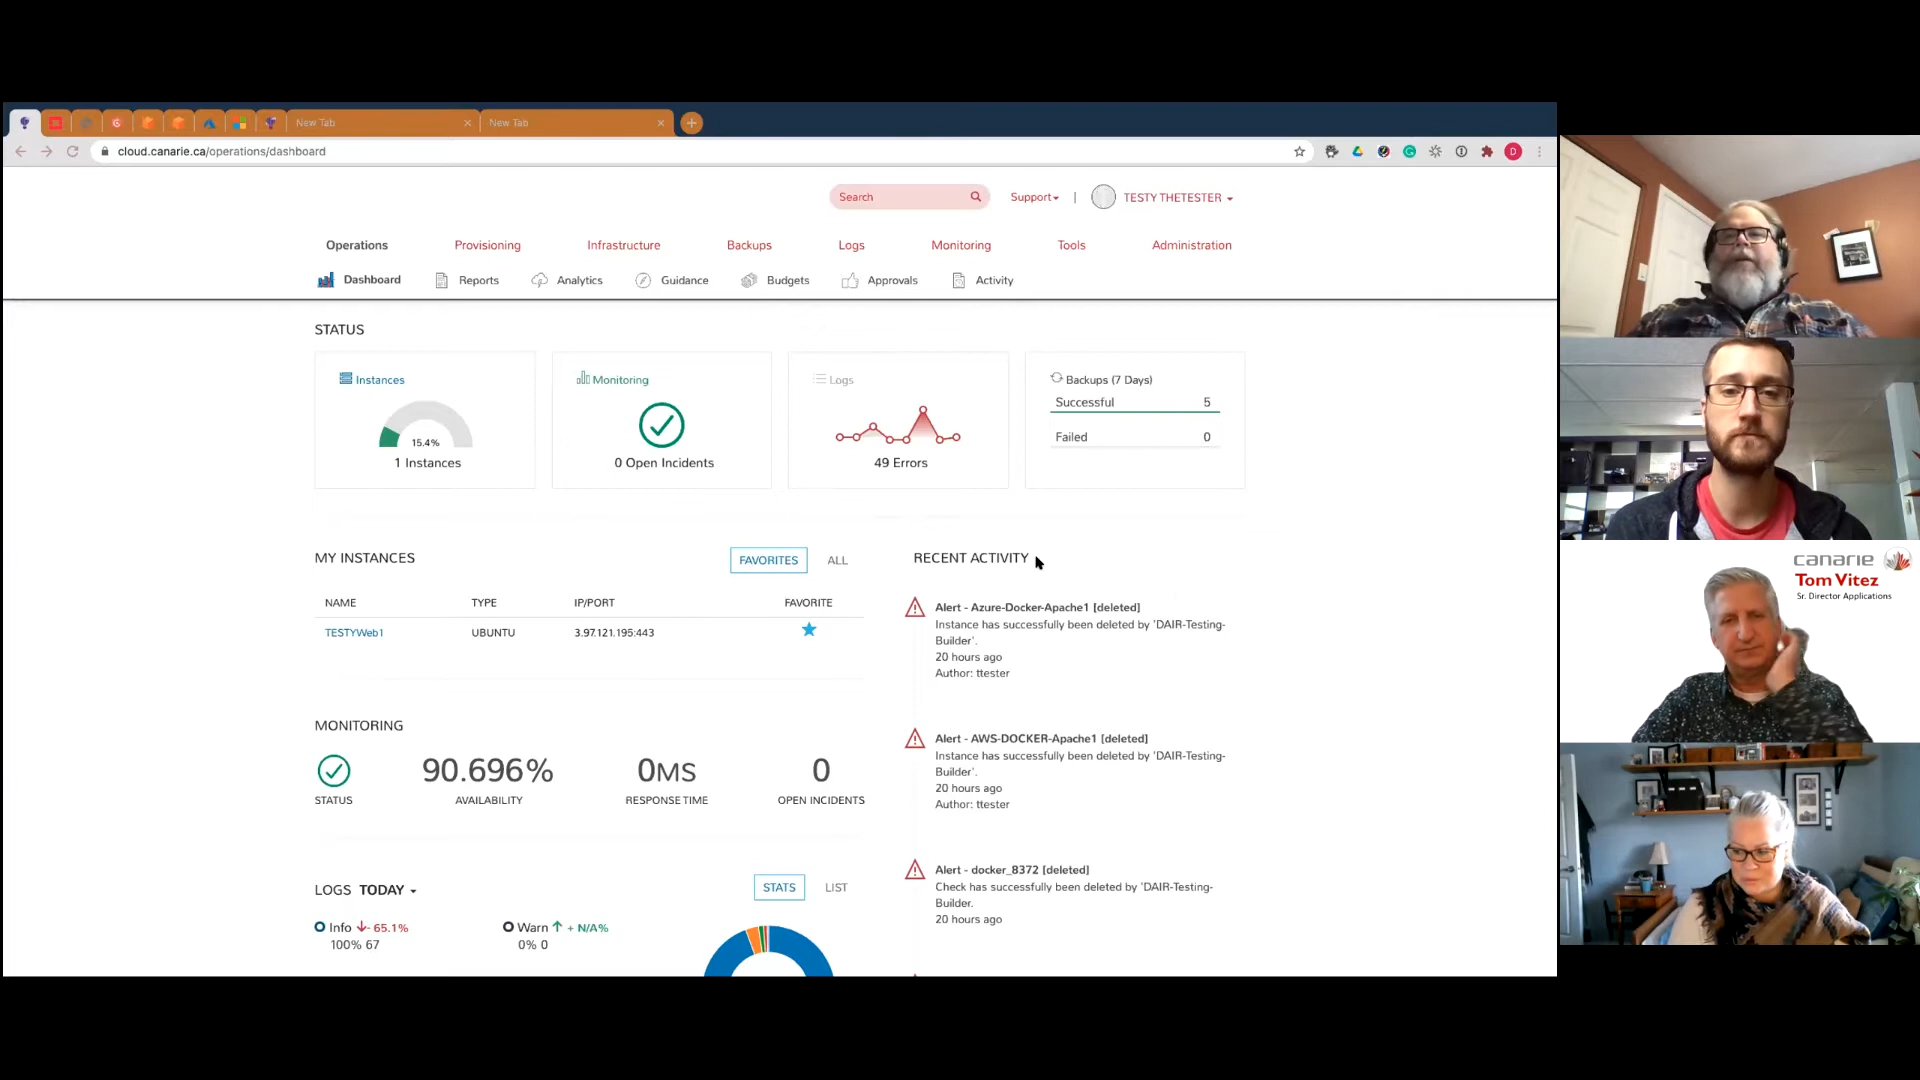 New Tab
New Tab
cloud.canarie.ca/operations/dashboard
D
Search
Support
|
TESTY THETESTER
Operations
Provisioning
Infrastructure
Backups
Logs
Monitoring
Tools
Administration
Dashboard
Reports
Analytics
Guidance
Budgets
Approvals
Activity
STATUS
Instances
15.4%
1 Instances
Monitoring
0 Open Incidents
Logs
49 Errors
Backups (7 Days)
Successful 5
Failed 0
MY INSTANCES
FAVORITES ALL
NAME TYPE IP/PORT FAVORITE
TESTYWeb1 UBUNTU 3.97.121.195:443
MONITORING
90.696% 0MS 0
STATUS AVAILABILITY RESPONSE TIME OPEN INCIDENTS
LOGS TODAY
STATS LIST
Info - 65.1%
100% 67
Warn + N/A%
0% 0
RECENT ACTIVITY
Alert - Azure-Docker-Apache1 [deleted]
Instance has successfully been deleted by 'DAIR-Testing-
Builder'.
20 hours ago
Author: ttester
Alert - AWS-DOCKER-Apache1 [deleted]
Instance has successfully been deleted by 'DAIR-Testing-
Builder'.
20 hours ago
Author: ttester
Alert - docker_8372 [deleted]
Check has successfully been deleted by 'DAIR-Testing-
Builder.
20 hours ago
canarie
Tom Vitez
Sr. Director Applications